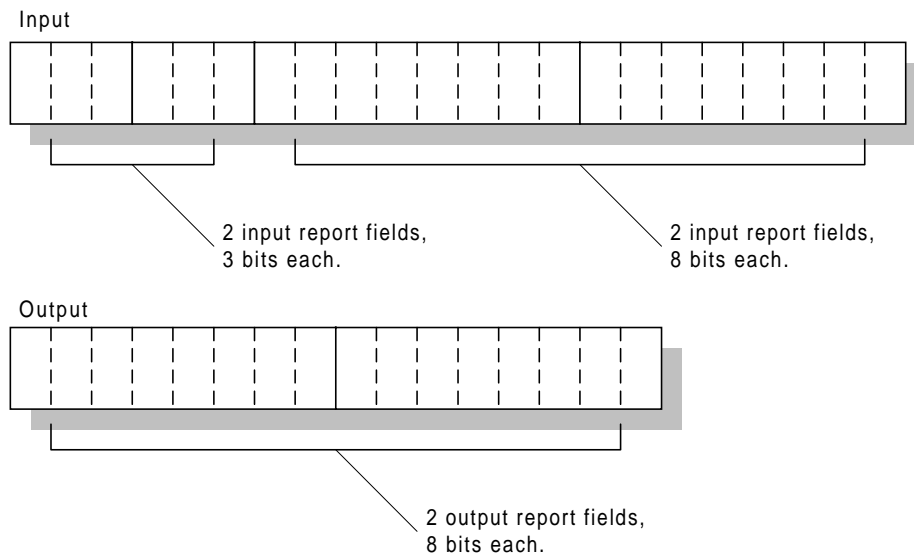 Input
2 input report fields,
3 bits each.
2 input report fields,
8 bits each.
Output
2 output report fields,
8 bits each.